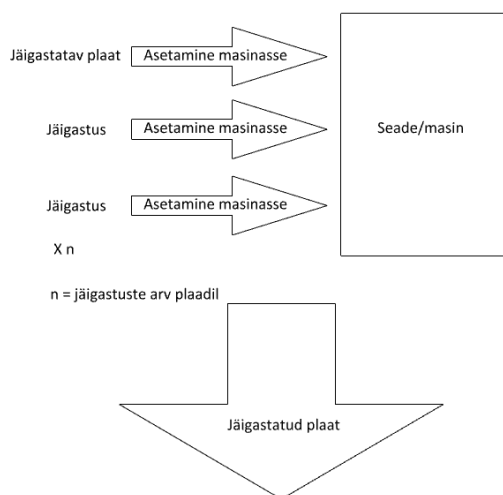 Jäigastatav plaat
Asetamine masinasse
Jäigastus
Asetamine masinasse
Seade/masin
Jäigastus
Asetamine masinasse
X n
n = jäigastuste arv plaadil
Jäigastatud plaat